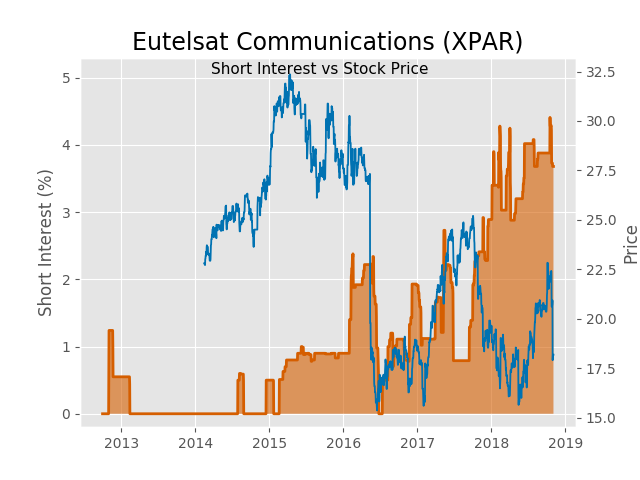 Eutelsat Communications (XPAR)
Short Interest vs Stock Price
Short Interest (%)
5
4
3
2
1
0
32.5
30.0
27.5
25.0
22.5
20.0
17.5
15.0
Price
2013 2014 2015 2016 2017 2018 2019